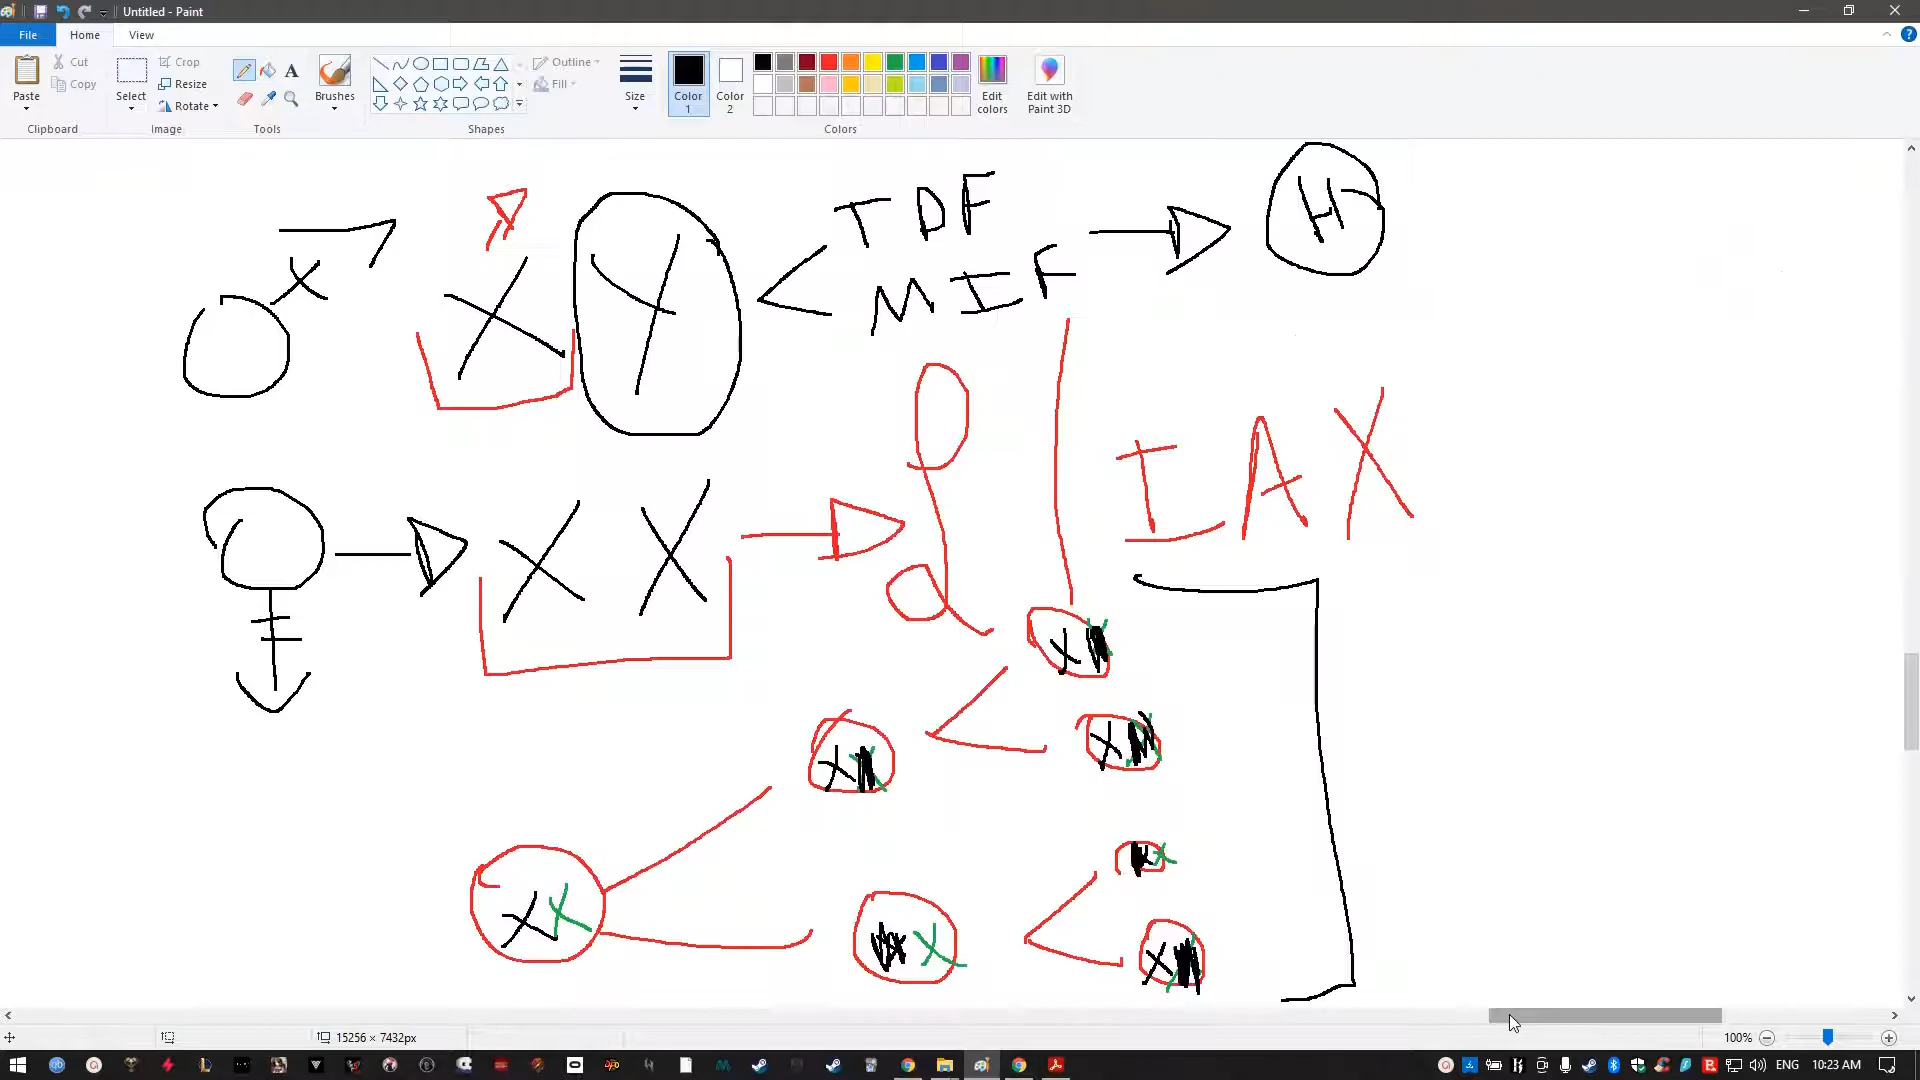 Untitled - Paint
File Home View
Cut
Copy
Paste
Clipboard
Select
Crop
Resize
Rotate
Image
Tools
Brushes
Shapes
Outline
Fill
Size
Color 1
Color 2
Edit colors
Edit with Paint 3D
Colors
X Y
TDF
MIF
H
X X
IAX
X
X
X
X X
X
X
X
15256 × 7432px
100%
ENG
10:23 AM